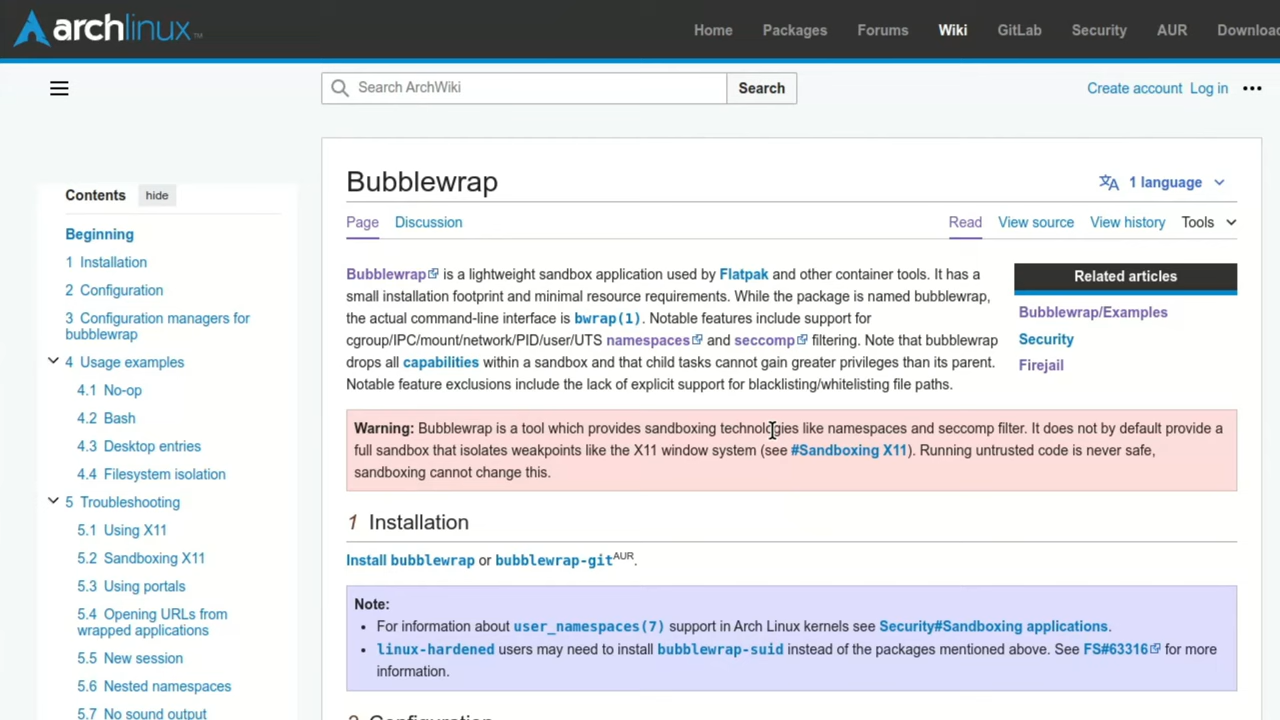 archlinux™
Home Packages Forums Wiki GitLab Security AUR Downloa
Search ArchWiki Search
Create account Log in
Contents hide
Beginning
1 Installation
2 Configuration
3 Configuration managers for
bubblewrap
4 Usage examples
4.1 No-op
4.2 Bash
4.3 Desktop entries
4.4 Filesystem isolation
5 Troubleshooting
5.1 Using X11
5.2 Sandboxing X11
5.3 Using portals
5.4 Opening URLs from
wrapped applications
5.5 New session
5.6 Nested namespaces
5.7 No sound output
Bubblewrap
1 language
Page Discussion
Read View source View history Tools
Bubblewrap is a lightweight sandbox application used by Flatpak and other container tools. It has a
small installation footprint and minimal resource requirements. While the package is named bubblewrap,
the actual command-line interface is bwrap(1). Notable features include support for
cgroup/IPC/mount/network/PID/user/UTS namespaces and seccomp filtering. Note that bubblewrap
drops all capabilities within a sandbox and that child tasks cannot gain greater privileges than its parent.
Notable feature exclusions include the lack of explicit support for blacklisting/whitelisting file paths.
Related articles
Bubblewrap/Examples
Security
Firejail
Warning: Bubblewrap is a tool which provides sandboxing technologies like namespaces and seccomp filter. It does not by default provide a
full sandbox that isolates weakpoints like the X11 window system (see #Sandboxing X11). Running untrusted code is never safe,
sandboxing cannot change this.
1 Installation
Install bubblewrap or bubblewrap-gitAUR.
Note:
• For information about user_namespaces(7) support in Arch Linux kernels see Security#Sandboxing applications.
• linux-hardened users may need to install bubblewrap-suid instead of the packages mentioned above. See FS#63316 for more
information.
2 Configuration